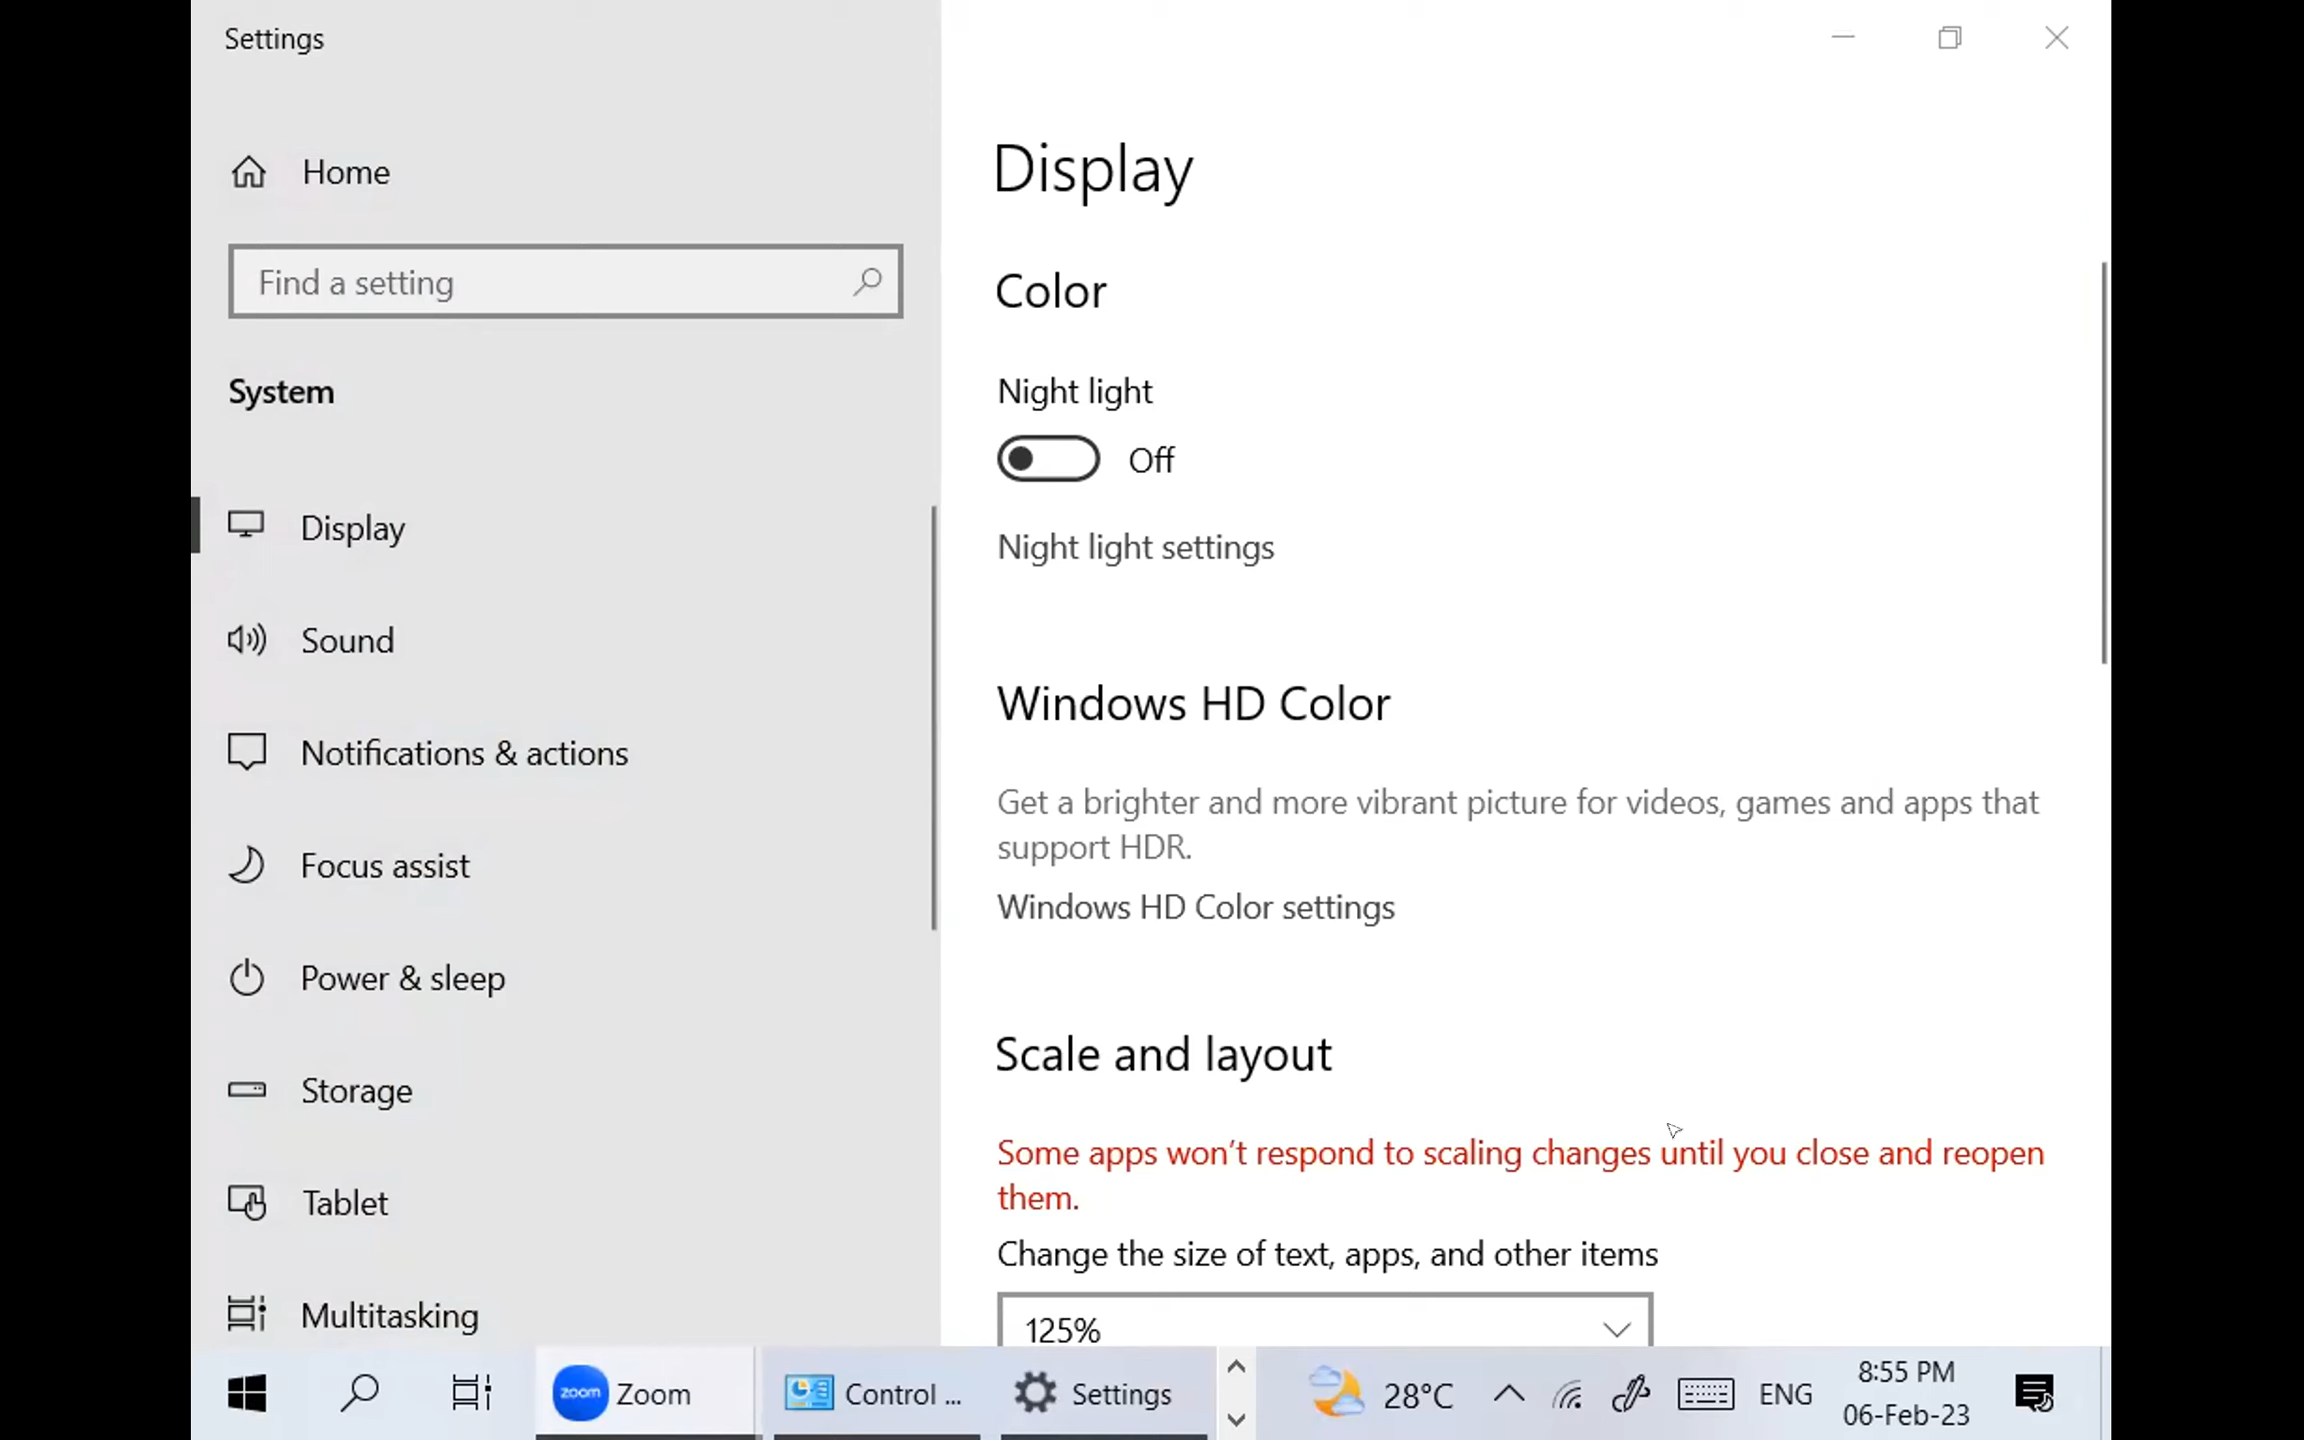 Settings
Home
Find a setting
System
Display
Sound
Notifications & actions
Focus assist
Power & sleep
Storage
Tablet
Multitasking
Display
Color
Night light
Off
Night light settings
Windows HD Color
Get a brighter and more vibrant picture for videos, games and apps that
support HDR.
Windows HD Color settings
Scale and layout
Some apps won’t respond to scaling changes until you close and reopen
them.
Change the size of text, apps, and other items
125%
zoom Zoom
Control ...
Settings
28°C
ENG
8:55 PM
06-Feb-23